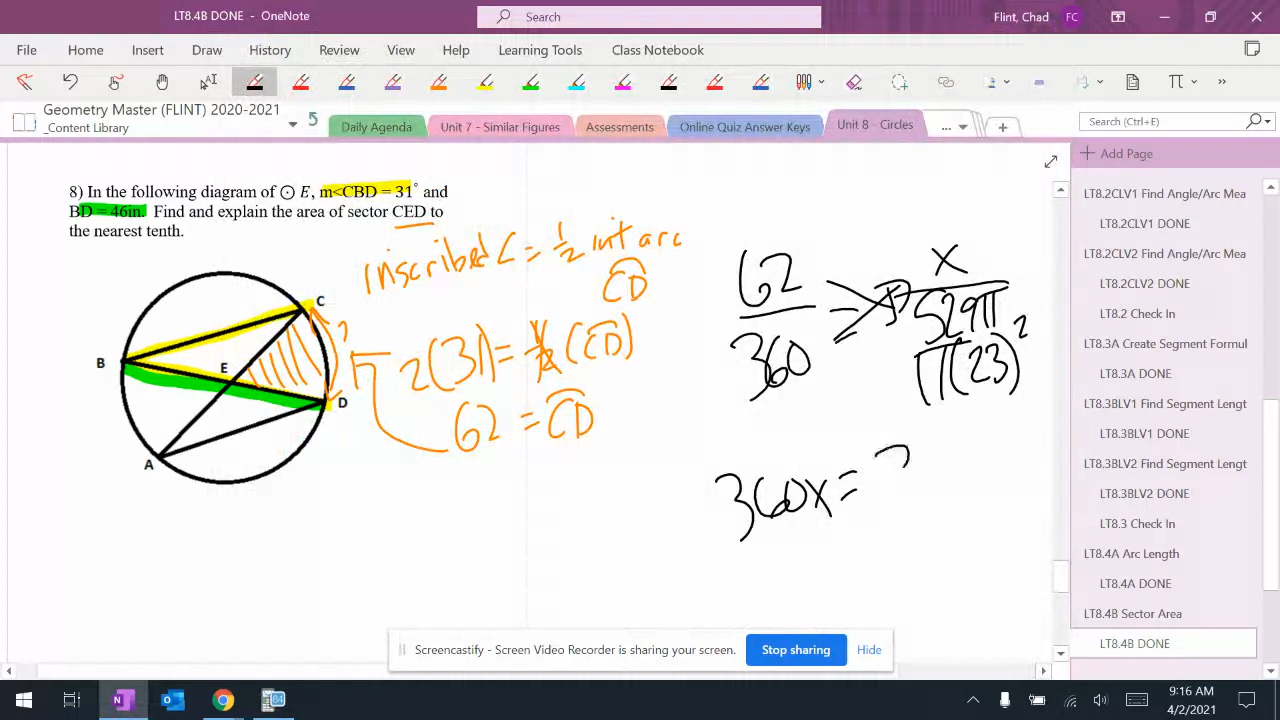 LT8.4B DONE - OneNote
Search
Flint, Chad
FC
File Home Insert Draw History Review View Help Learning Tools Class Notebook
Geometry Master (FLINT) 2020-2021
_Content Library
Daily Agenda
Unit 7 - Similar Figures
Assessments
Online Quiz Answer Keys
Unit 8 - Circles
...
Search (Ctrl+E)
Add Page
LT8.2CLV1 Find Angle/Arc Mea
LT8.2CLV1 DONE
LT8.2CLV2 Find Angle/Arc Mea
LT8.2CLV2 DONE
LT8.2 Check In
LT8.3A Create Segment Formul
LT8.3A DONE
LT8.3BLV1 Find Segment Lengt
LT8.3BLV1 DONE
LT8.3BLV2 Find Segment Lengt
LT8.3BLV2 DONE
LT8.3 Check In
LT8.4A Arc Length
LT8.4A DONE
LT8.4B Sector Area
LT8.4B DONE
8) In the following diagram of ⊙ E, m<CBD = 31° and
BD = 46in. Find and explain the area of sector CED to
the nearest tenth.
inscribed ∠ = 1/2 int arc
CD
2(31) = 1/2 (CD)
62 = CD
?
B
C
E
D
A
62
360
=
x
529π
π(23)²
360x =
Screencastify - Screen Video Recorder is sharing your screen.
Stop sharing
Hide
9:16 AM
4/2/2021